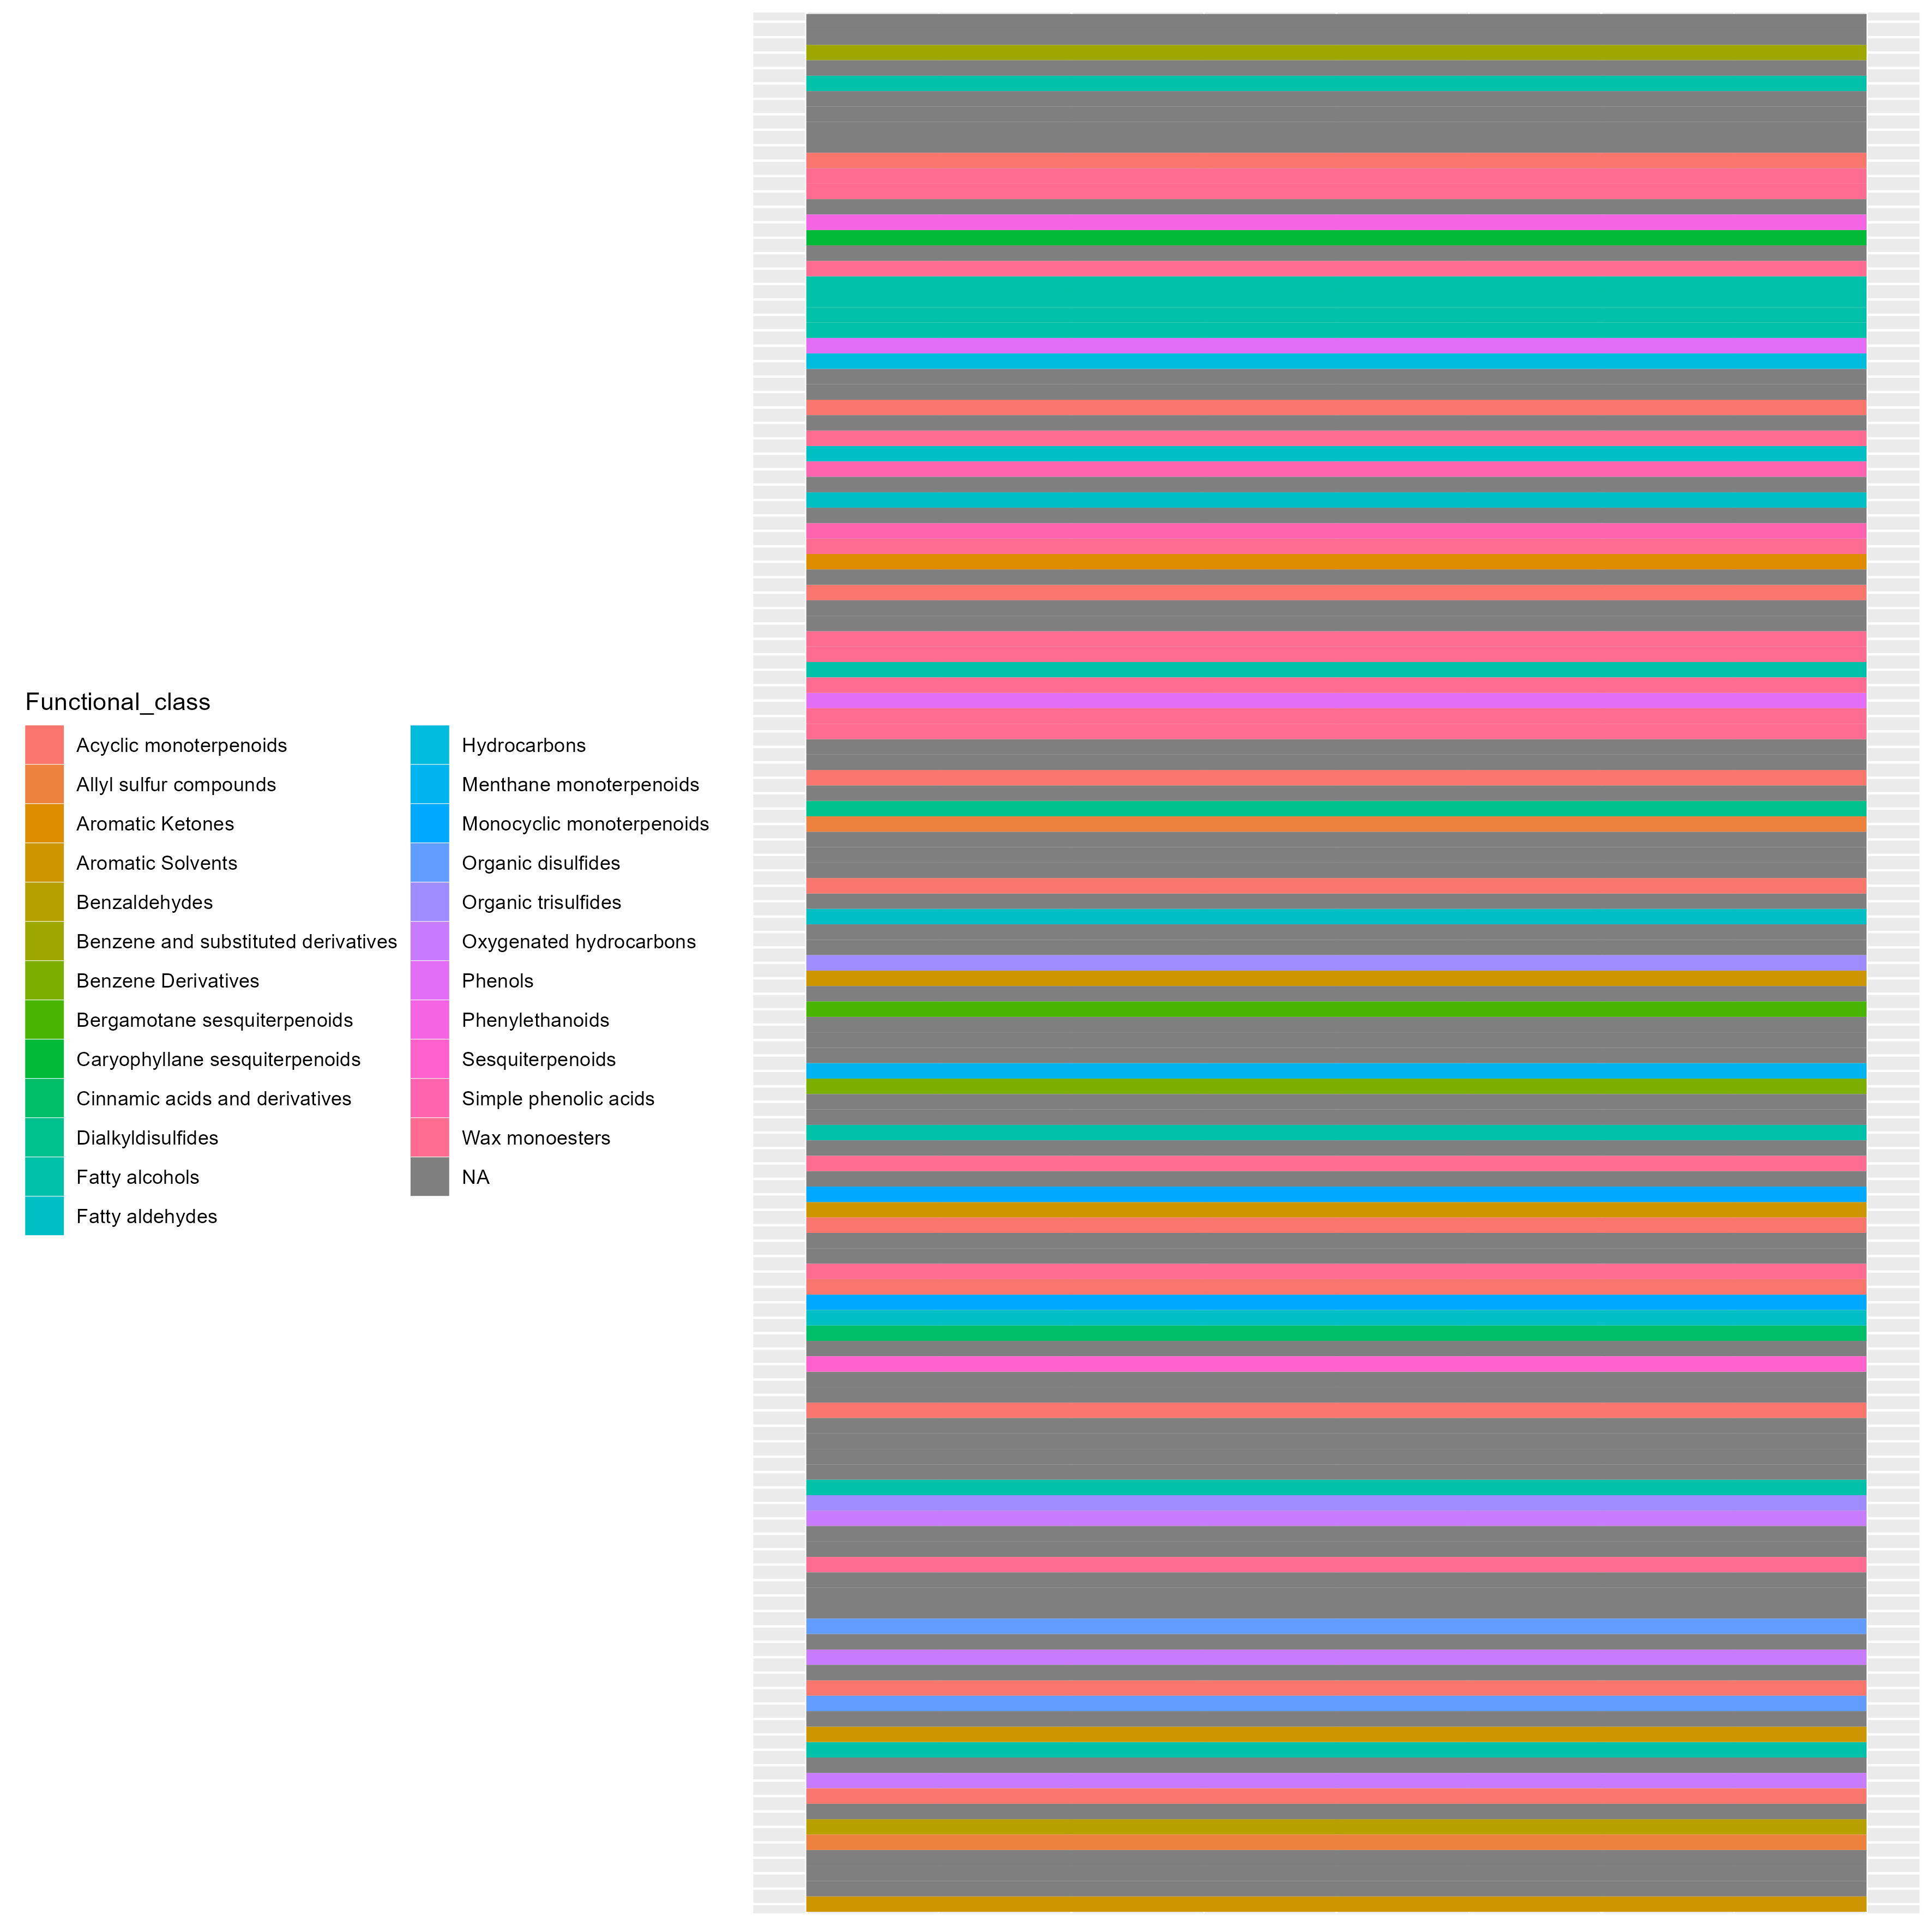 Functional_class
Acyclic monoterpenoids
Allyl sulfur compounds
Aromatic Ketones
Aromatic Solvents
Benzaldehydes
Benzene and substituted derivatives
Benzene Derivatives
Bergamotane sesquiterpenoids
Caryophyllane sesquiterpenoids
Cinnamic acids and derivatives
Dialkyldisulfides
Fatty alcohols
Fatty aldehydes
Hydrocarbons
Menthane monoterpenoids
Monocyclic monoterpenoids
Organic disulfides
Organic trisulfides
Oxygenated hydrocarbons
Phenols
Phenylethanoids
Sesquiterpenoids
Simple phenolic acids
Wax monoesters
NA